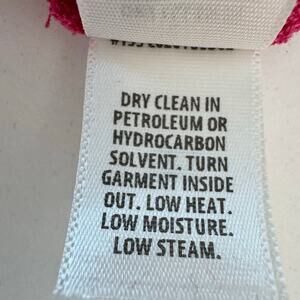 DRY CLEAN IN
PETROLEUM OR
HYDROCARBON
SOLVENT. TURN
GARMENT INSIDE
OUT. LOW HEAT.
LOW MOISTURE.
LOW STEAM.